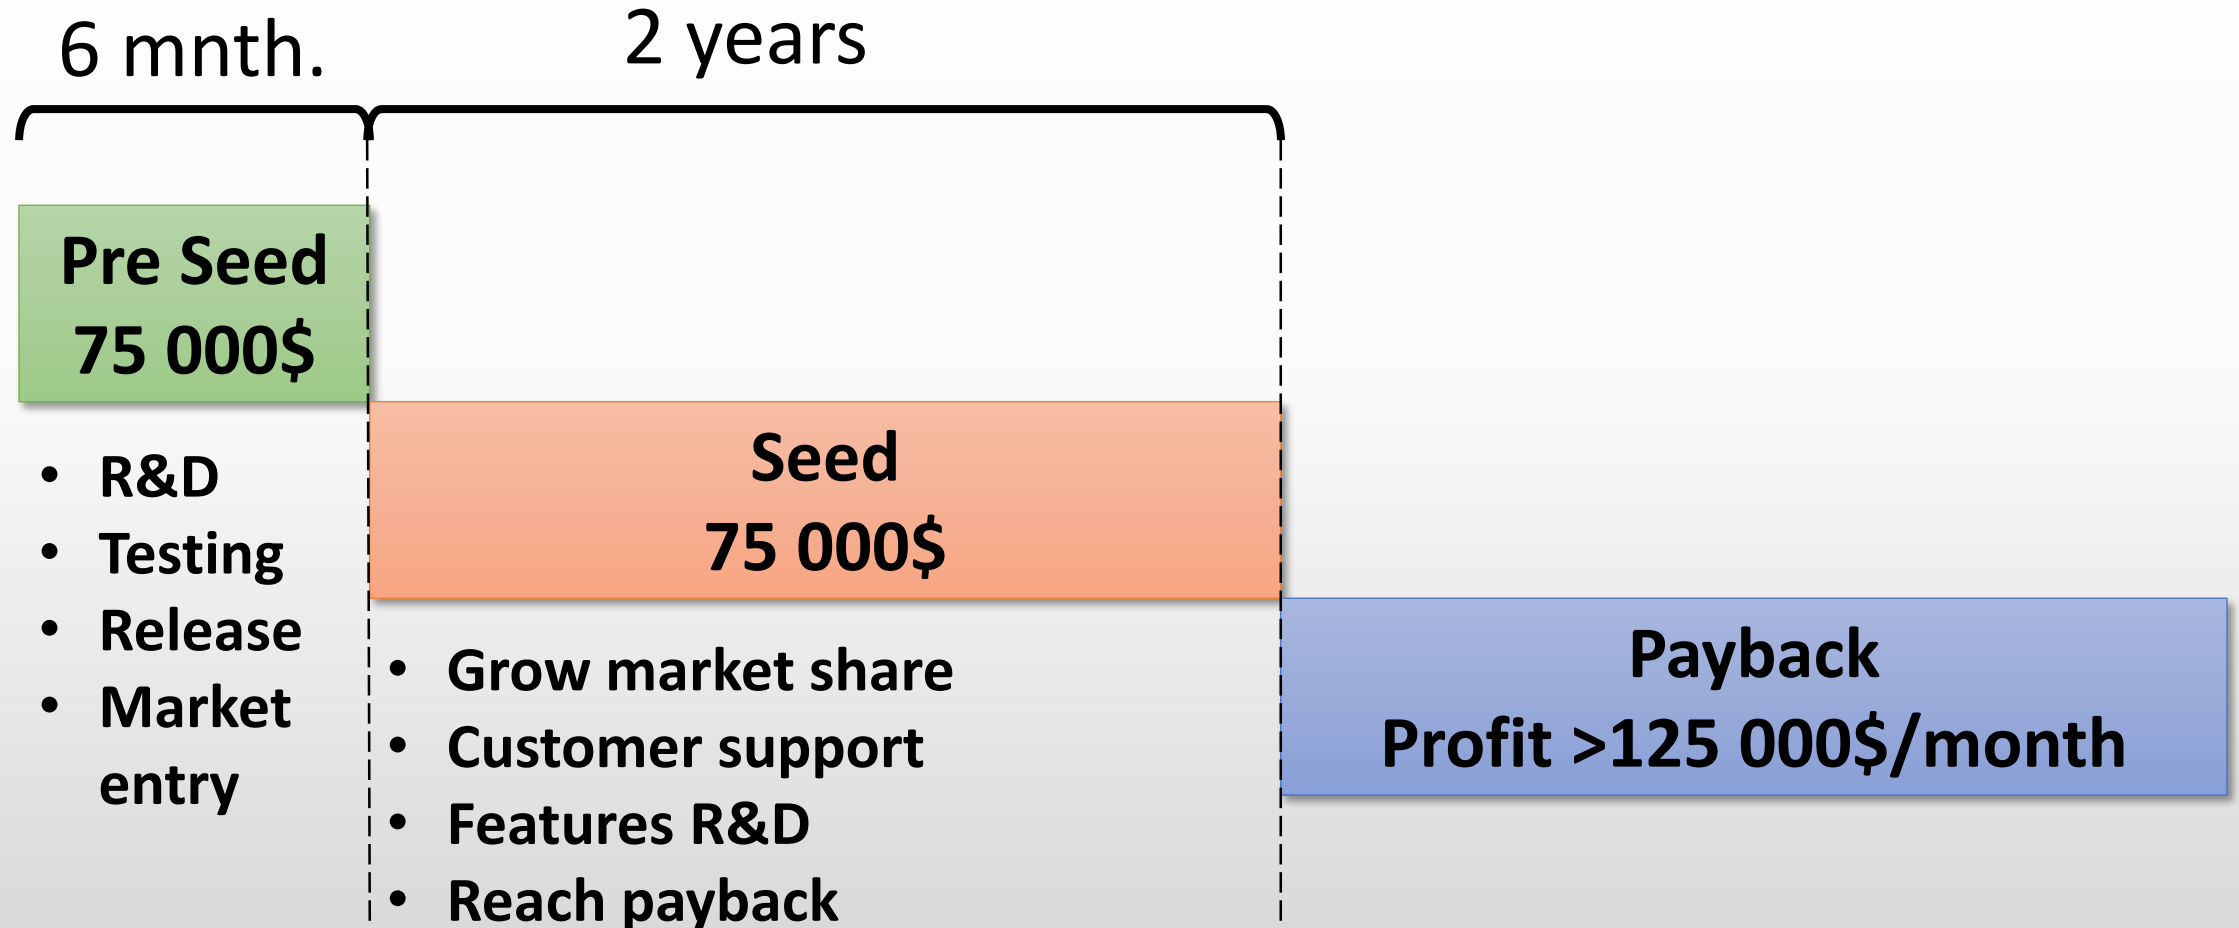 6 mnth.
2 years
Pre Seed
75 000$
• R&D
• Testing
• Release
• Market
entry
Seed
75 000$
• Grow market share
• Customer support
• Features R&D
• Reach payback
Payback
Profit >125 000$/month